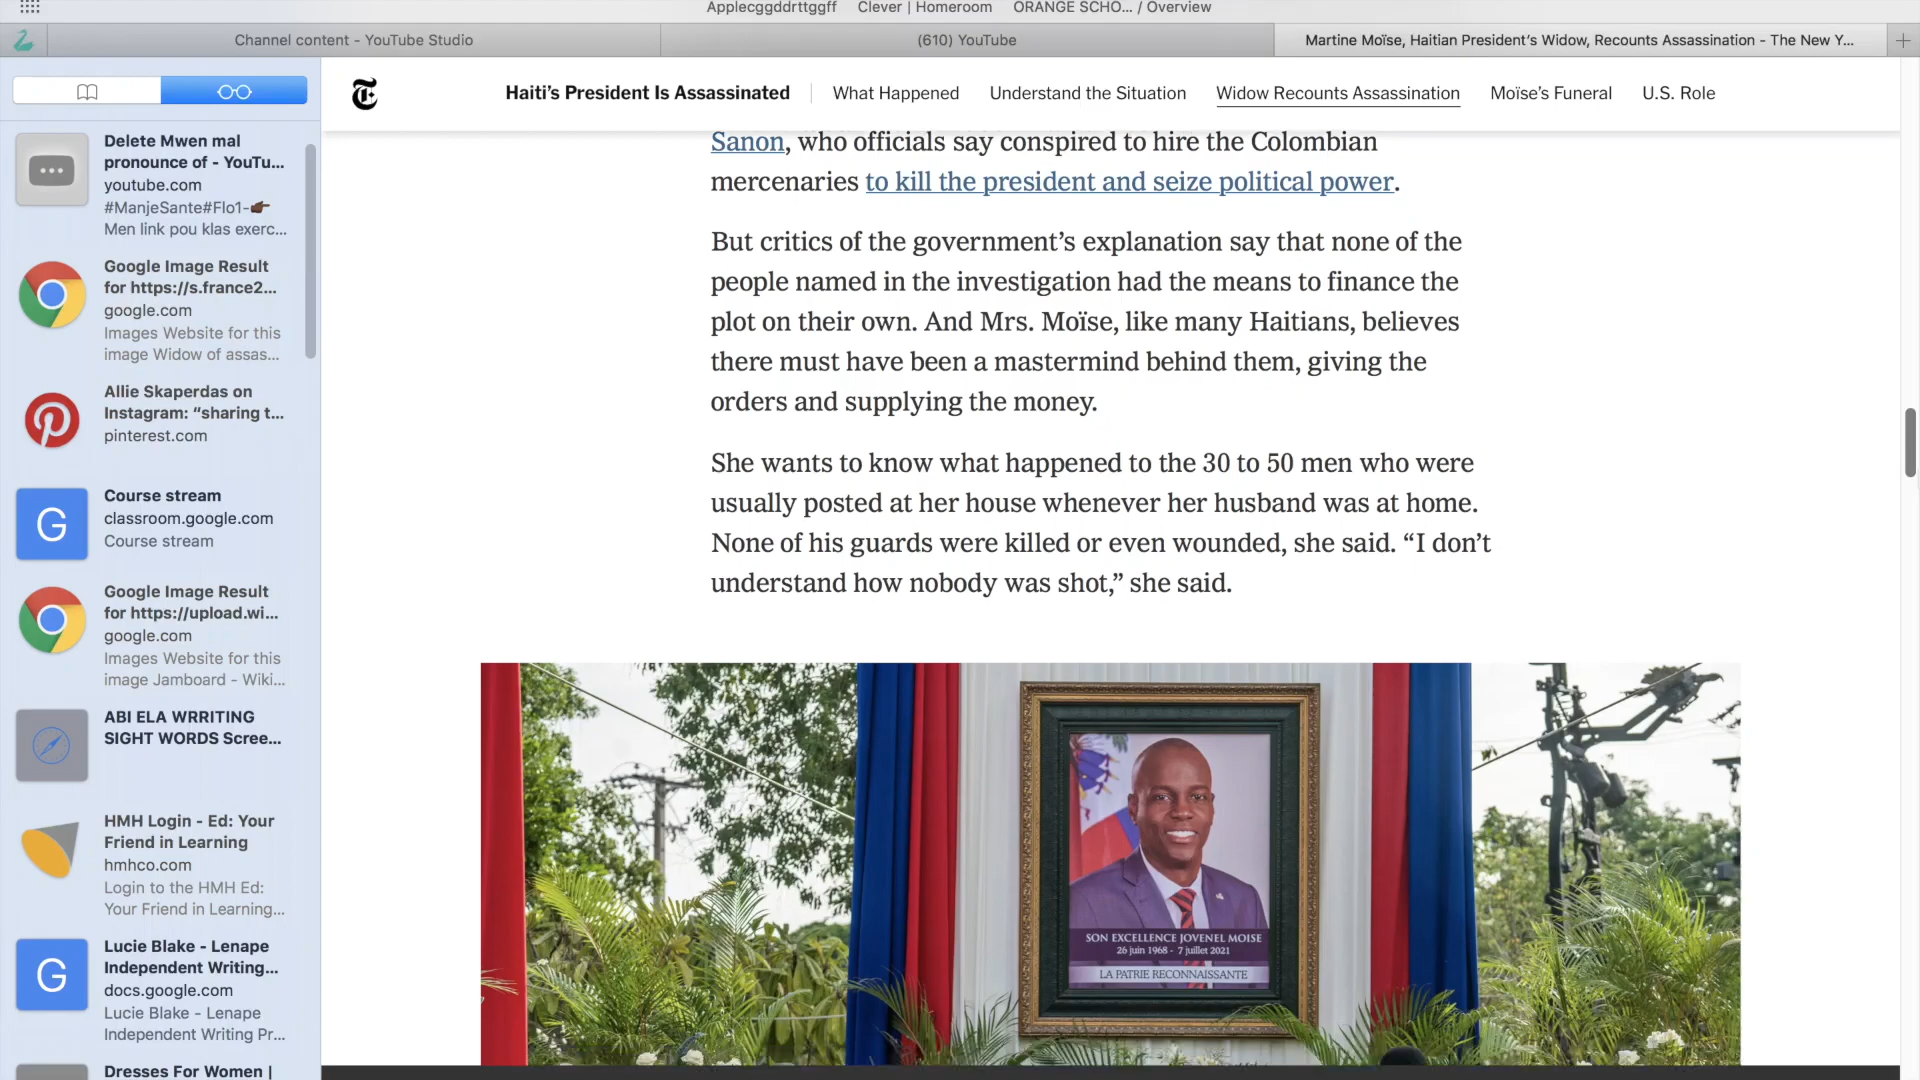 Applecggddrttggff Clever | Homeroom ORANGE SCHO... / Overview
Channel content - YouTube Studio (610) YouTube Martine Moïse, Haitian President's Widow, Recounts Assassination - The New Y...
Haiti's President Is Assassinated What Happened Understand the Situation Widow Recounts Assassination Moïse's Funeral U.S. Role
Delete Mwen mal
pronounce of - YouTu...
youtube.com
#ManjeSante#Flo1-👉🏿
Men link pou klas exerc...
Google Image Result
for https://s.france2...
google.com
Images Website for this
image Widow of assas...
Allie Skaperdas on
Instagram: “sharing t...
pinterest.com
Course stream
classroom.google.com
Course stream
Google Image Result
for https://upload.wi...
google.com
Images Website for this
image Jamboard - Wiki...
ABI ELA WRRITING
SIGHT WORDS Scree...
HMH Login - Ed: Your
Friend in Learning
hmhco.com
Login to the HMH Ed:
Your Friend in Learning...
G
G
Lucie Blake - Lenape
Independent Writing...
docs.google.com
Lucie Blake - Lenape
Independent Writing Pr...
Dresses For Women |
Sanon, who officials say conspired to hire the Colombian
mercenaries to kill the president and seize political power.
But critics of the government’s explanation say that none of the
people named in the investigation had the means to finance the
plot on their own. And Mrs. Moïse, like many Haitians, believes
there must have been a mastermind behind them, giving the
orders and supplying the money.
She wants to know what happened to the 30 to 50 men who were
usually posted at her house whenever her husband was at home.
None of his guards were killed or even wounded, she said. “I don’t
understand how nobody was shot,” she said.
SON EXCELLENCE JOVENEL MOISE
26 juin 1968 - 7 juillet 2021
LA PATRIE RECONNAISSANTE